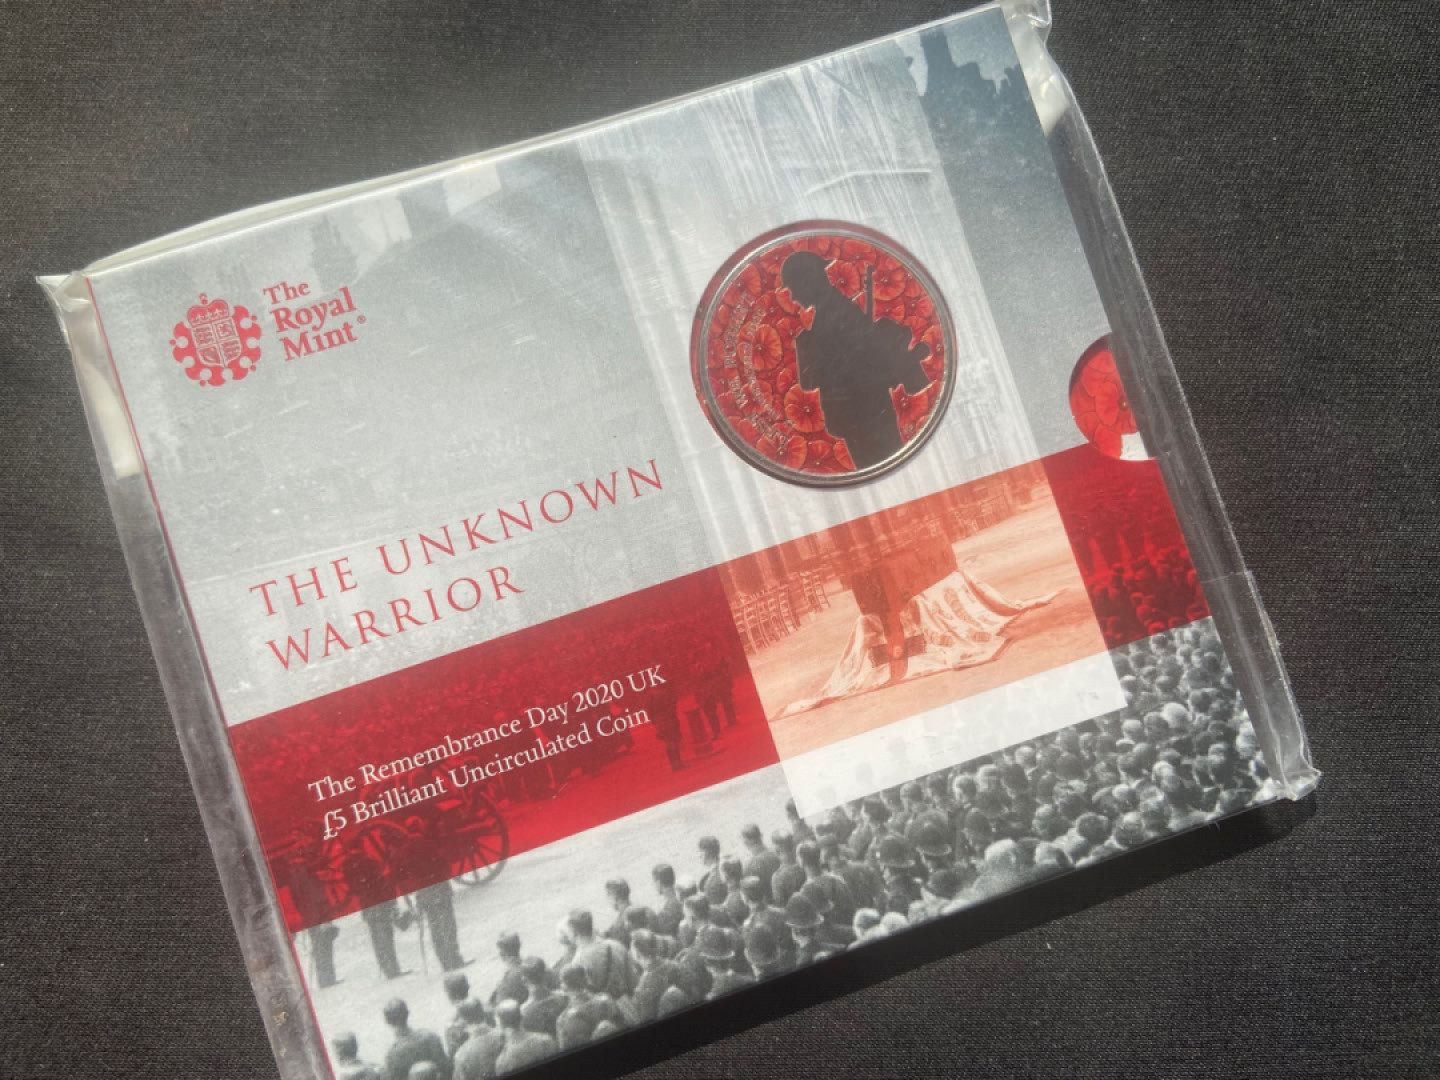 The
Royal
Mint®
THE UNKNOWN
WARRIOR
The Remembrance Day 2020 UK
£5 Brilliant Uncirculated Coin